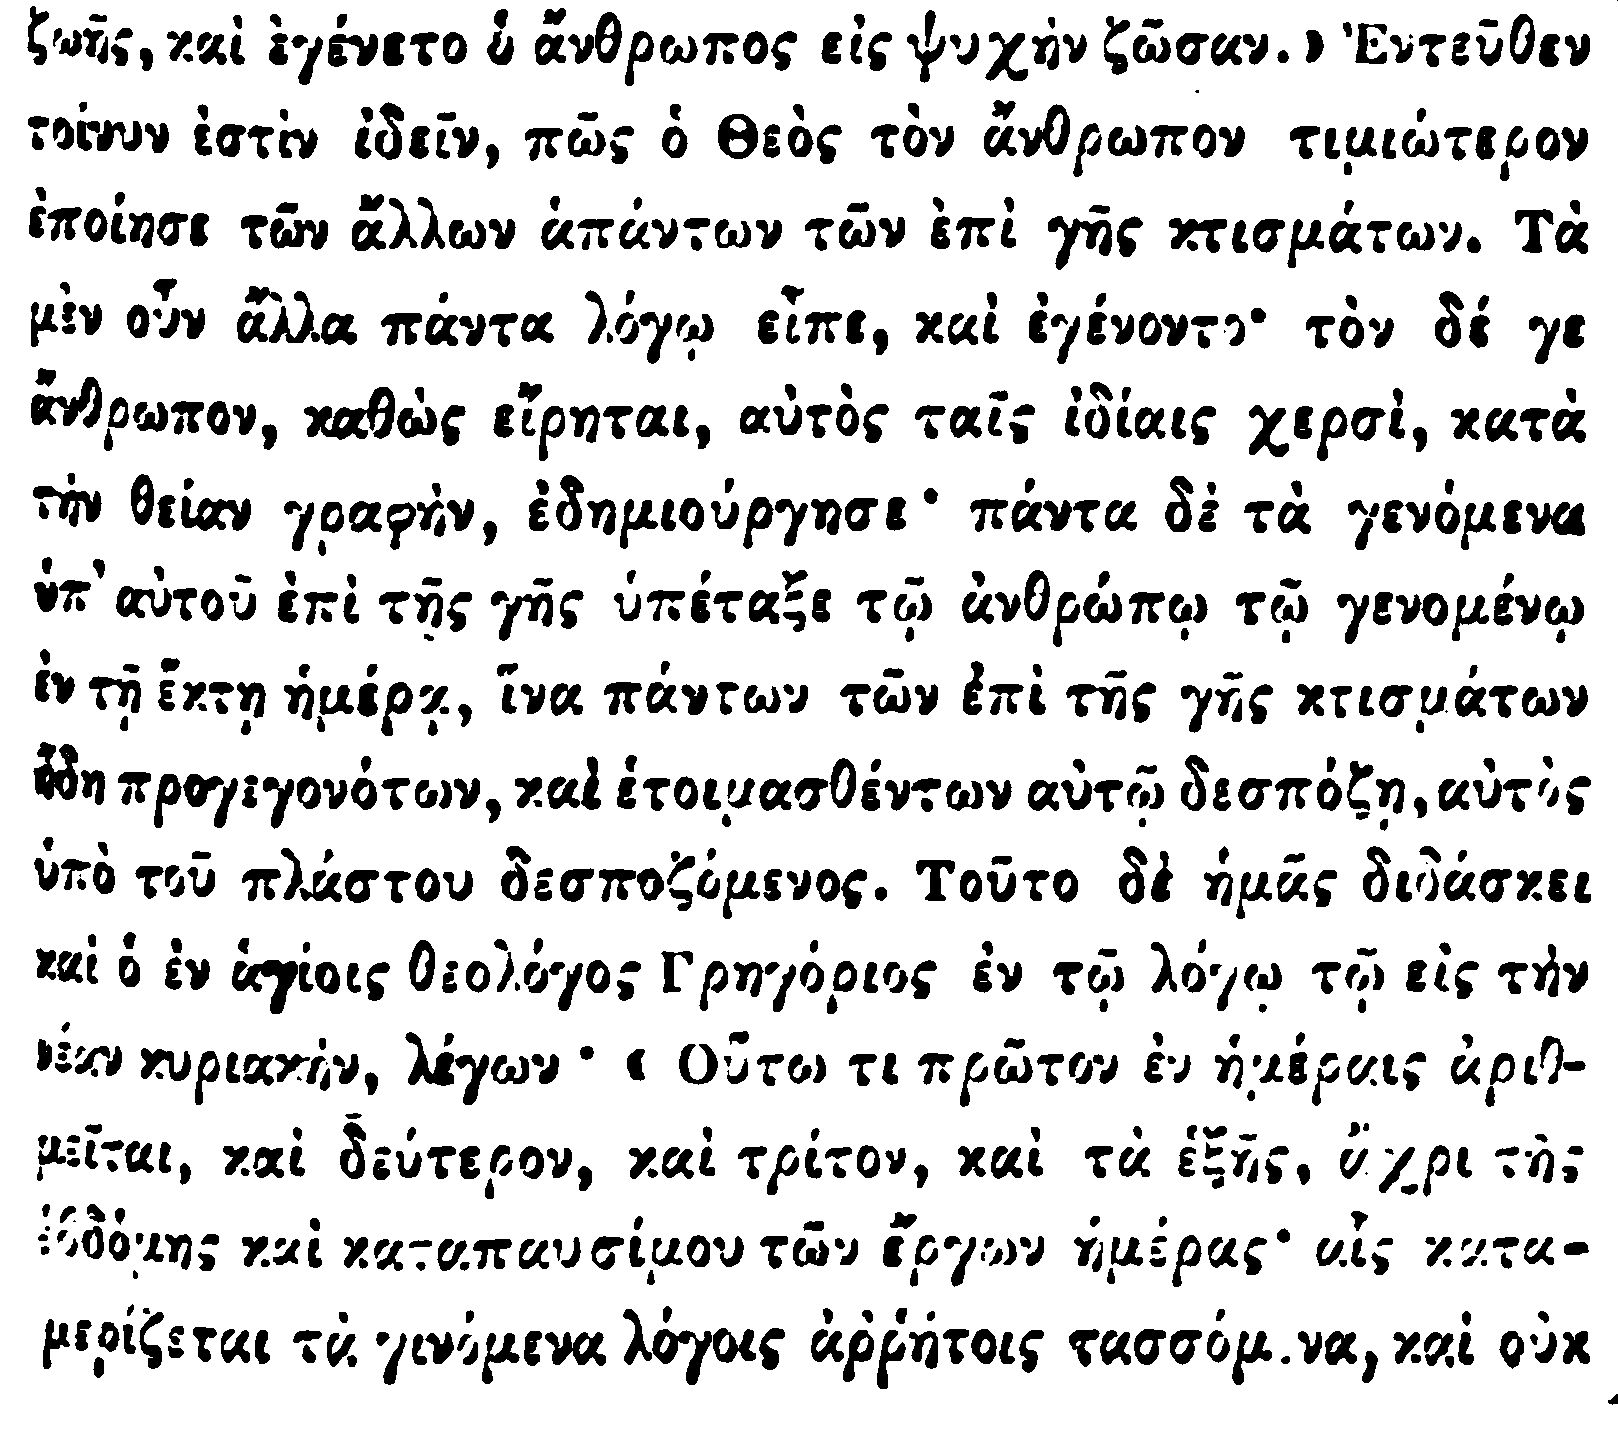 ζωῆς, καὶ ἐγένετο ὁ ἄνθρωπος εἰς ψυχὴν ζῶσαν.» Ἐντεῦθεν
τοίνυν ἐστὶν ἰδεῖν, πῶς ὁ Θεὸς τὸν ἄνθρωπον τιμιώτερον
ἐποίησε τῶν ἄλλων ἁπάντων τῶν ἐπὶ γῆς κτισμάτων. Τὰ
μὲν οὖν ἄλλα πάντα λόγῳ εἶπε, καὶ ἐγένοντο· τὸν δέ γε
ἄνθρωπον, καθὼς εἴρηται, αὐτὸς ταῖς ἰδίαις χερσὶ, κατὰ
τὴν θείαν γραφὴν, ἐδημιούργησε· πάντα δὲ τὰ γενόμενα
ὑπ' αὐτοῦ ἐπὶ τῆς γῆς ὑπέταξε τῷ ἀνθρώπῳ τῷ γενομένῳ
ἐν τῇ ἕκτῃ ἡμέρᾳ, ἵνα πάντων τῶν ἐπὶ τῆς γῆς κτισμάτων
ἤδη προγεγονότων, καὶ ἑτοιμασθέντων αὐτῷ δεσπόζῃ, αὐτὸς
ὑπὸ τοῦ πλάστου δεσποζόμενος. Τοῦτο δὲ ἡμᾶς διδάσκει
καὶ ὁ ἐν ἁγίοις θεολόγος Γρηγόριος ἐν τῷ λόγῳ τῷ εἰς τὴν
νέαν κυριακὴν, λέγων· « Οὕτω τι πρῶτον ἐν ἡμέραις ἀριθ-
μεῖται, καὶ δεύτερον, καὶ τρίτον, καὶ τὰ ἑξῆς, ἄχρι τῆς
ἑβδόμης καὶ καταπαυσίμου τῶν ἔργων ἡμέρας· αἷς κατα-
μερίζεται τὰ γινόμενα λόγοις ἀῤῥήτοις τασσόμενα, καὶ οὐκ